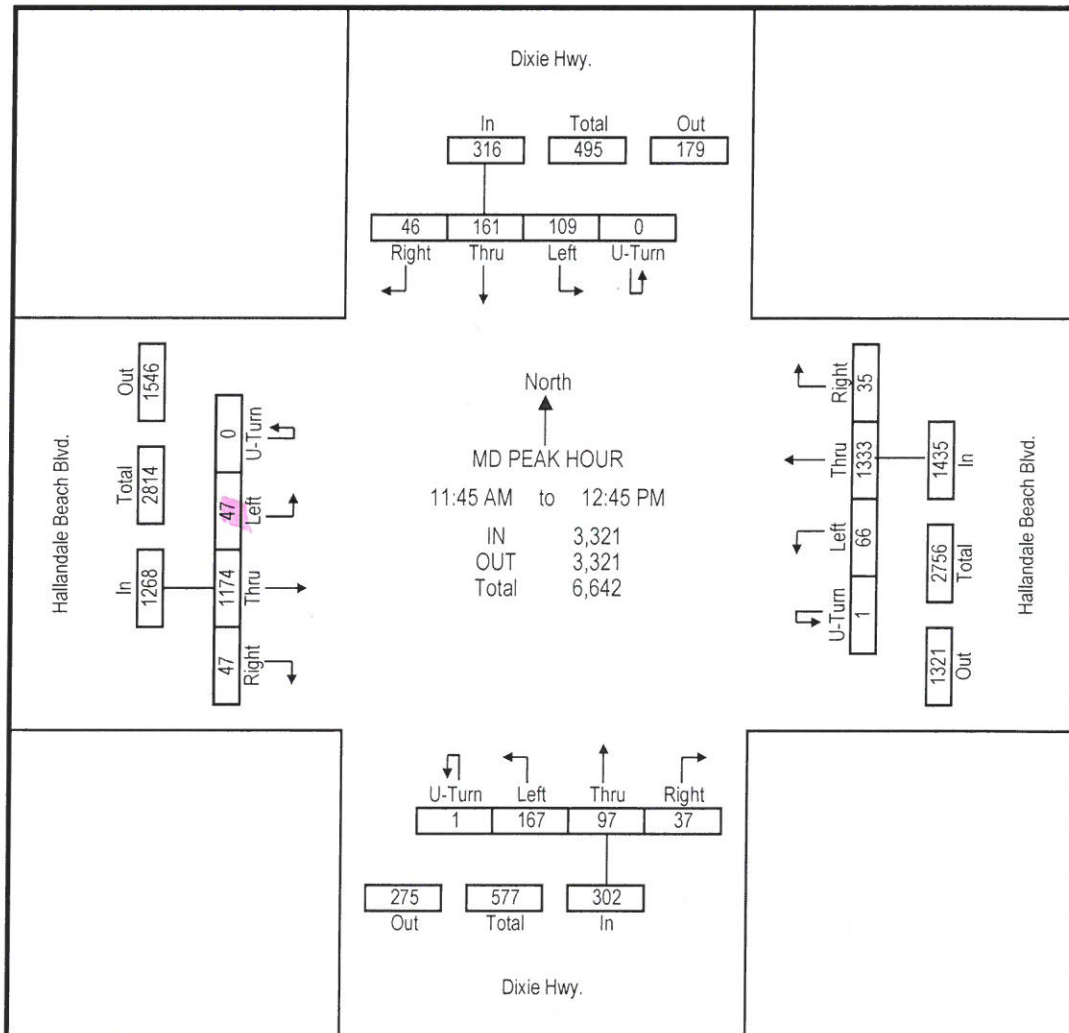 Dixie Hwy.
In Total Out
316 495 179
46 161 109 0
Right Thru Left U-Turn
Hallandale Beach Blvd.
Out 1546
Total 2814
In 1268
0 U-Turn
47 Left
1174 Thru
47 Right
North
MD PEAK HOUR
11:45 AM to 12:45 PM
IN 3,321
OUT 3,321
Total 6,642
Right 35
Thru 1333
Left 66
U-Turn 1
1435 In
2756 Total
1321 Out
Hallandale Beach Blvd.
U-Turn Left Thru Right
1 167 97 37
275 577 302
Out Total In
Dixie Hwy.